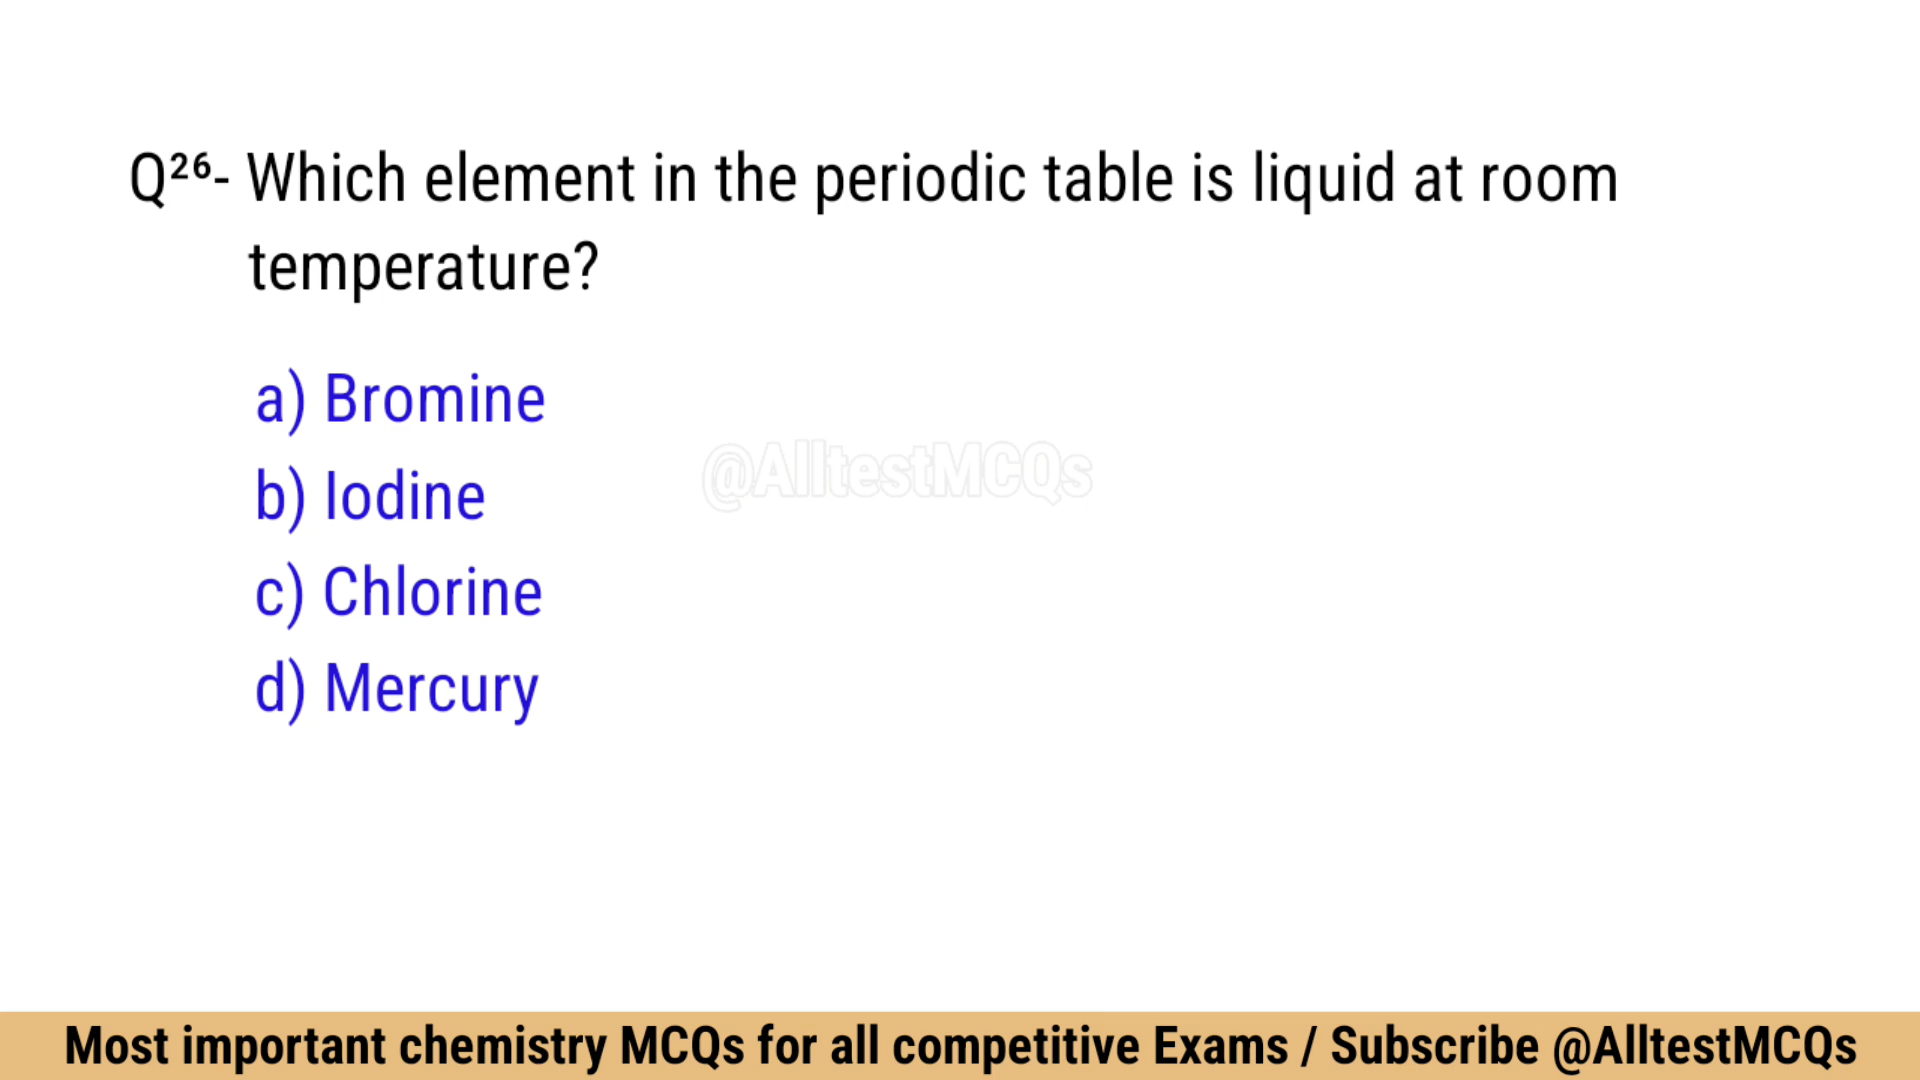 Q²⁶- Which element in the periodic table is liquid at room
temperature?
a) Bromine
b) Iodine
@AlltestMCQs
c) Chlorine
d) Mercury
Most important chemistry MCQs for all competitive Exams / Subscribe @AlltestMCQs